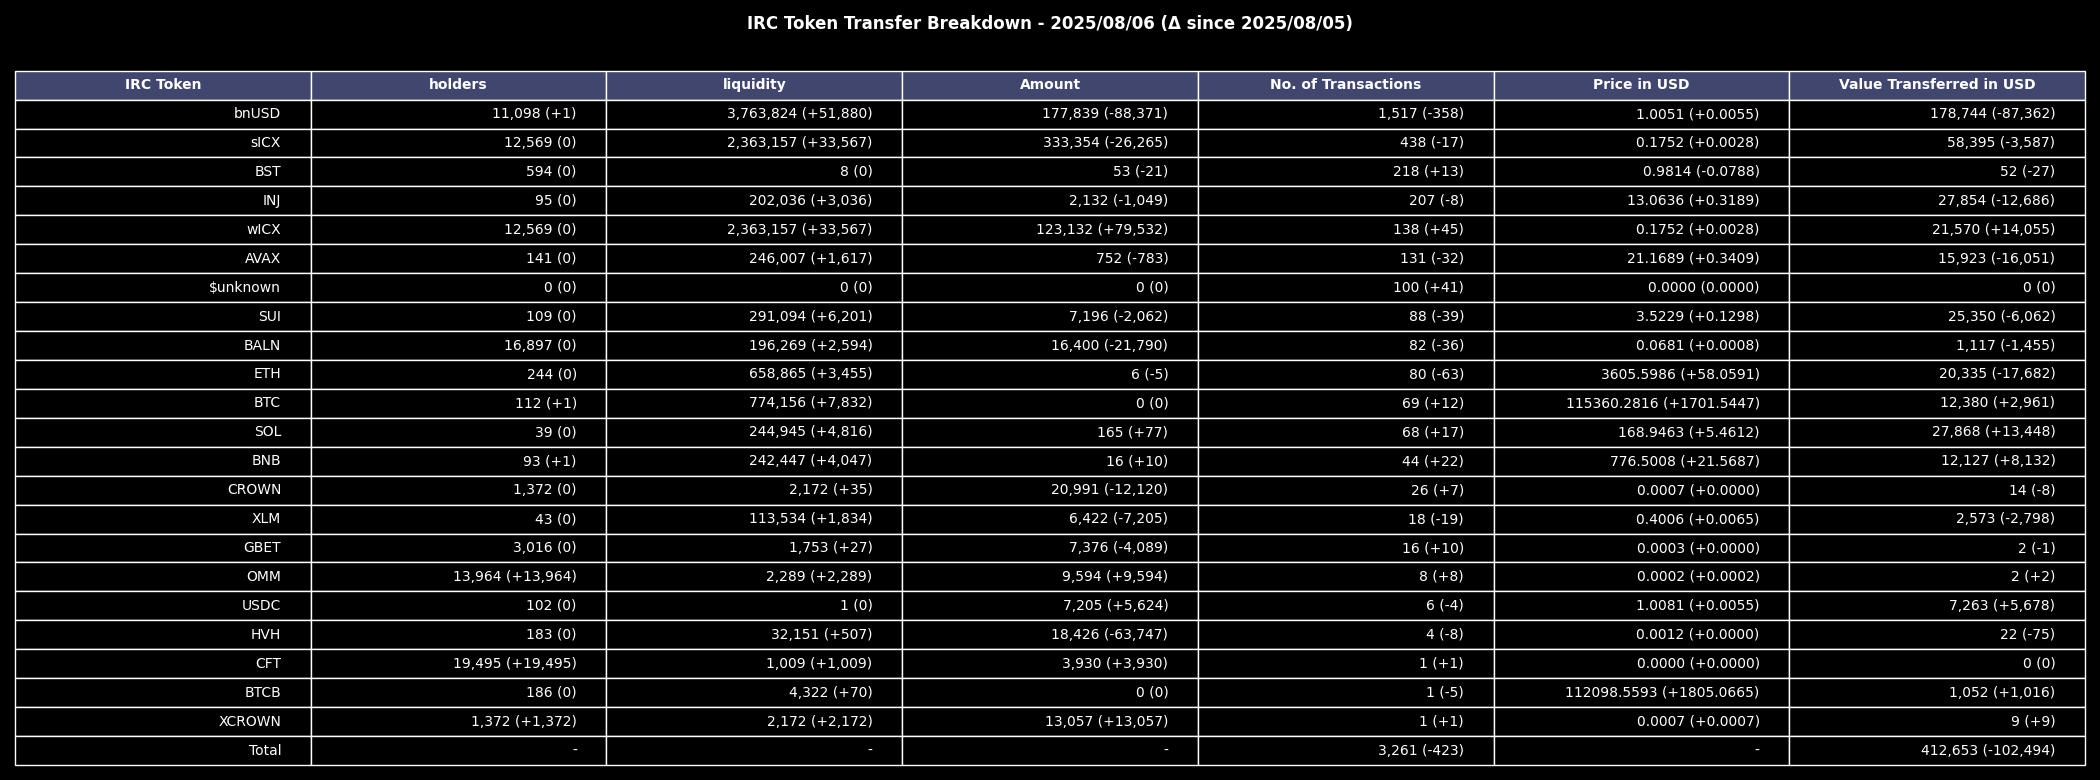 IRC Token Transfer Breakdown - 2025/08/06 (Δ since 2025/08/05)
IRC Token holders liquidity Amount No. of Transactions Price in USD Value Transferred in USD
bnUSD 11,098 (+1) 3,763,824 (+51,880) 177,839 (-88,371) 1,517 (-358) 1.0051 (+0.0055) 178,744 (-87,362)
sICX 12,569 (0) 2,363,157 (+33,567) 333,354 (-26,265) 438 (-17) 0.1752 (+0.0028) 58,395 (-3,587)
BST 594 (0) 8 (0) 53 (-21) 218 (+13) 0.9814 (-0.0788) 52 (-27)
INJ 95 (0) 202,036 (+3,036) 2,132 (-1,049) 207 (-8) 13.0636 (+0.3189) 27,854 (-12,686)
wICX 12,569 (0) 2,363,157 (+33,567) 123,132 (+79,532) 138 (+45) 0.1752 (+0.0028) 21,570 (+14,055)
AVAX 141 (0) 246,007 (+1,617) 752 (-783) 131 (-32) 21.1689 (+0.3409) 15,923 (-16,051)
$unknown 0 (0) 0 (0) 0 (0) 100 (+41) 0.0000 (0.0000) 0 (0)
SUI 109 (0) 291,094 (+6,201) 7,196 (-2,062) 88 (-39) 3.5229 (+0.1298) 25,350 (-6,062)
BALN 16,897 (0) 196,269 (+2,594) 16,400 (-21,790) 82 (-36) 0.0681 (+0.0008) 1,117 (-1,455)
ETH 244 (0) 658,865 (+3,455) 6 (-5) 80 (-63) 3605.5986 (+58.0591) 20,335 (-17,682)
BTC 112 (+1) 774,156 (+7,832) 0 (0) 69 (+12) 115360.2816 (+1701.5447) 12,380 (+2,961)
SOL 39 (0) 244,945 (+4,816) 165 (+77) 68 (+17) 168.9463 (+5.4612) 27,868 (+13,448)
BNB 93 (+1) 242,447 (+4,047) 16 (+10) 44 (+22) 776.5008 (+21.5687) 12,127 (+8,132)
CROWN 1,372 (0) 2,172 (+35) 20,991 (-12,120) 26 (+7) 0.0007 (+0.0000) 14 (-8)
XLM 43 (0) 113,534 (+1,834) 6,422 (-7,205) 18 (-19) 0.4006 (+0.0065) 2,573 (-2,798)
GBET 3,016 (0) 1,753 (+27) 7,376 (-4,089) 16 (+10) 0.0003 (+0.0000) 2 (-1)
OMM 13,964 (+13,964) 2,289 (+2,289) 9,594 (+9,594) 8 (+8) 0.0002 (+0.0002) 2 (+2)
USDC 102 (0) 1 (0) 7,205 (+5,624) 6 (-4) 1.0081 (+0.0055) 7,263 (+5,678)
HVH 183 (0) 32,151 (+507) 18,426 (-63,747) 4 (-8) 0.0012 (+0.0000) 22 (-75)
CFT 19,495 (+19,495) 1,009 (+1,009) 3,930 (+3,930) 1 (+1) 0.0000 (+0.0000) 0 (0)
BTCB 186 (0) 4,322 (+70) 0 (0) 1 (-5) 112098.5593 (+1805.0665) 1,052 (+1,016)
XCROWN 1,372 (+1,372) 2,172 (+2,172) 13,057 (+13,057) 1 (+1) 0.0007 (+0.0007) 9 (+9)
Total - - - 3,261 (-423) - 412,653 (-102,494)